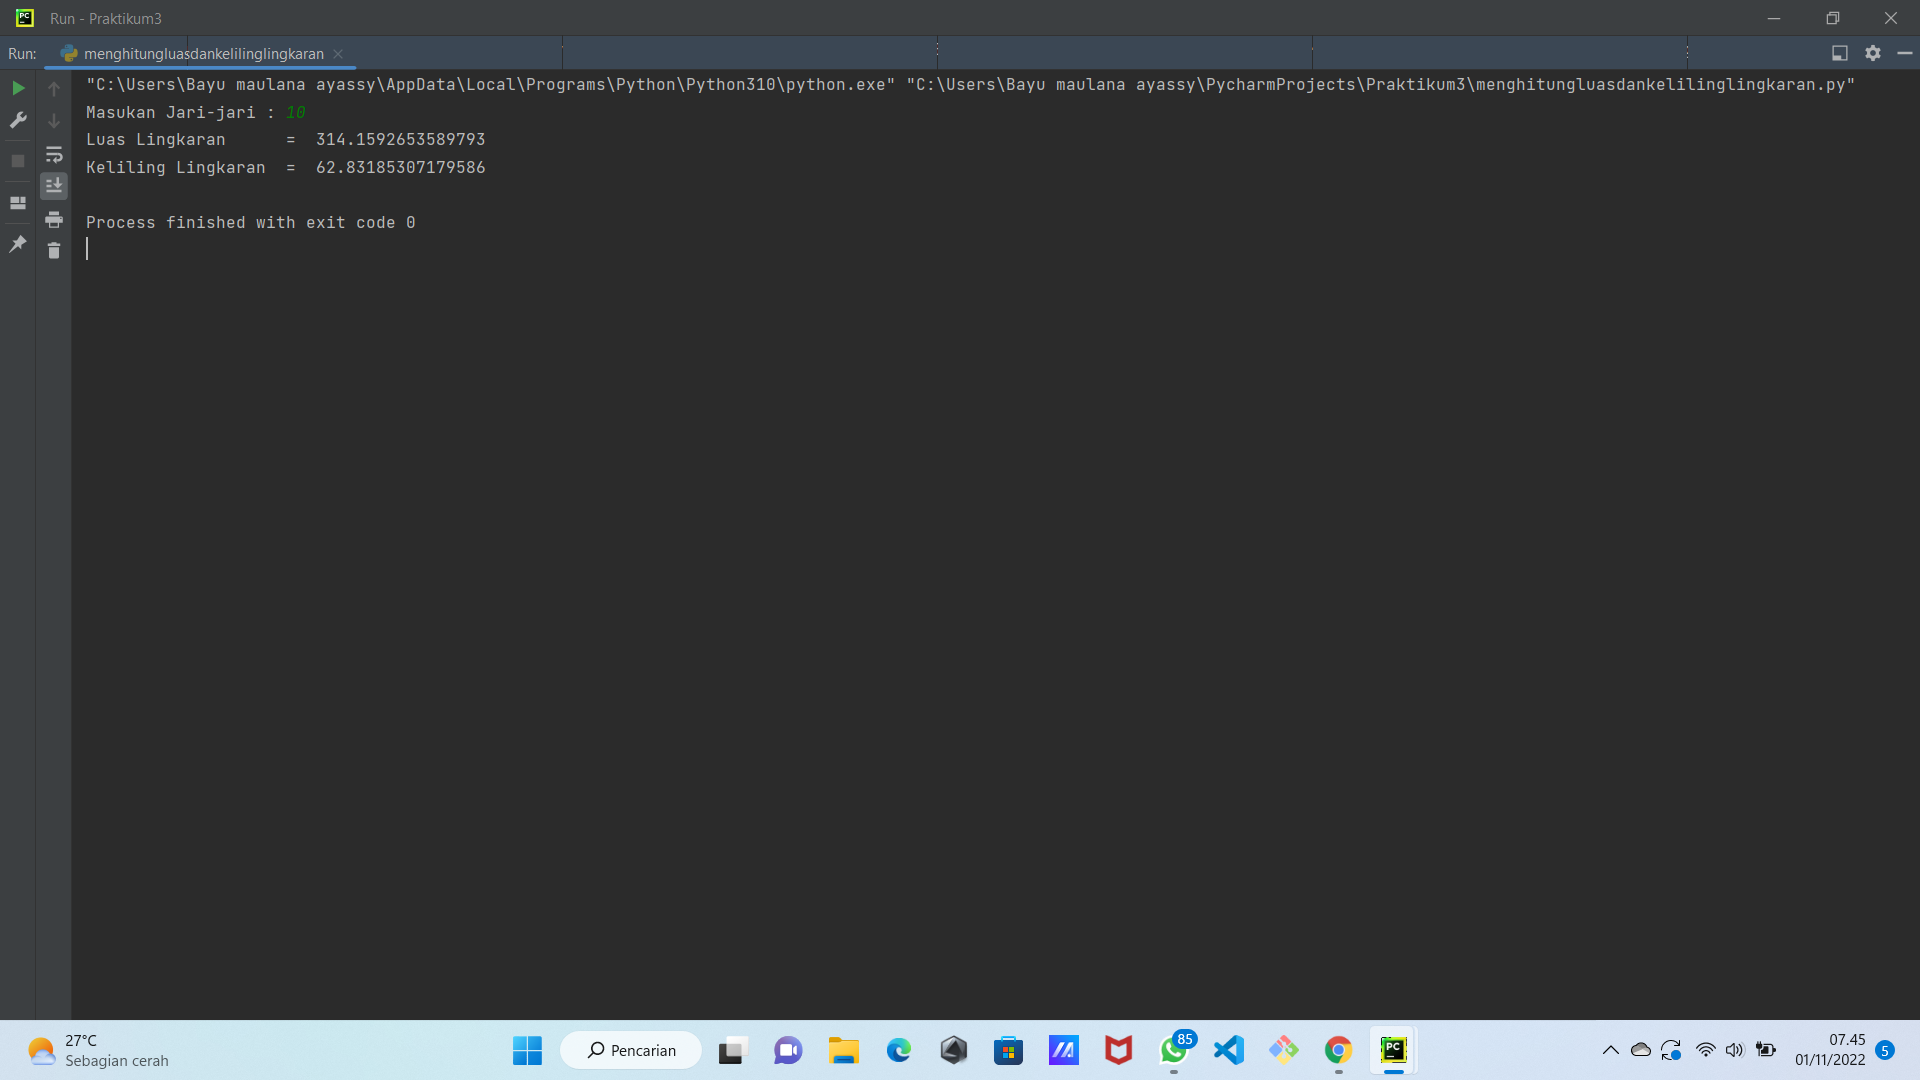 Run - Praktikum3
Run: menghitungluasdankelilinglingkaran
"C:\Users\Bayu maulana ayassy\AppData\Local\Programs\Python\Python310\python.exe" "C:\Users\Bayu maulana ayassy\PycharmProjects\Praktikum3\menghitungluasdankelilinglingkaran.py"
Masukan Jari-jari : 10
Luas Lingkaran      =  314.1592653589793
Keliling Lingkaran  =  62.83185307179586
Process finished with exit code 0
27°C
Sebagian cerah
Pencarian
85
PC
07.45
01/11/2022
5